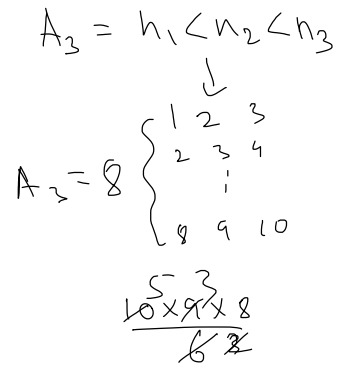 A₃ = n₁ < n₂ < n₃
↓
1 2 3
2 3 4
⋮
A₃ = 8
8 9 10
5 3
10 × 9 × 8
6 2